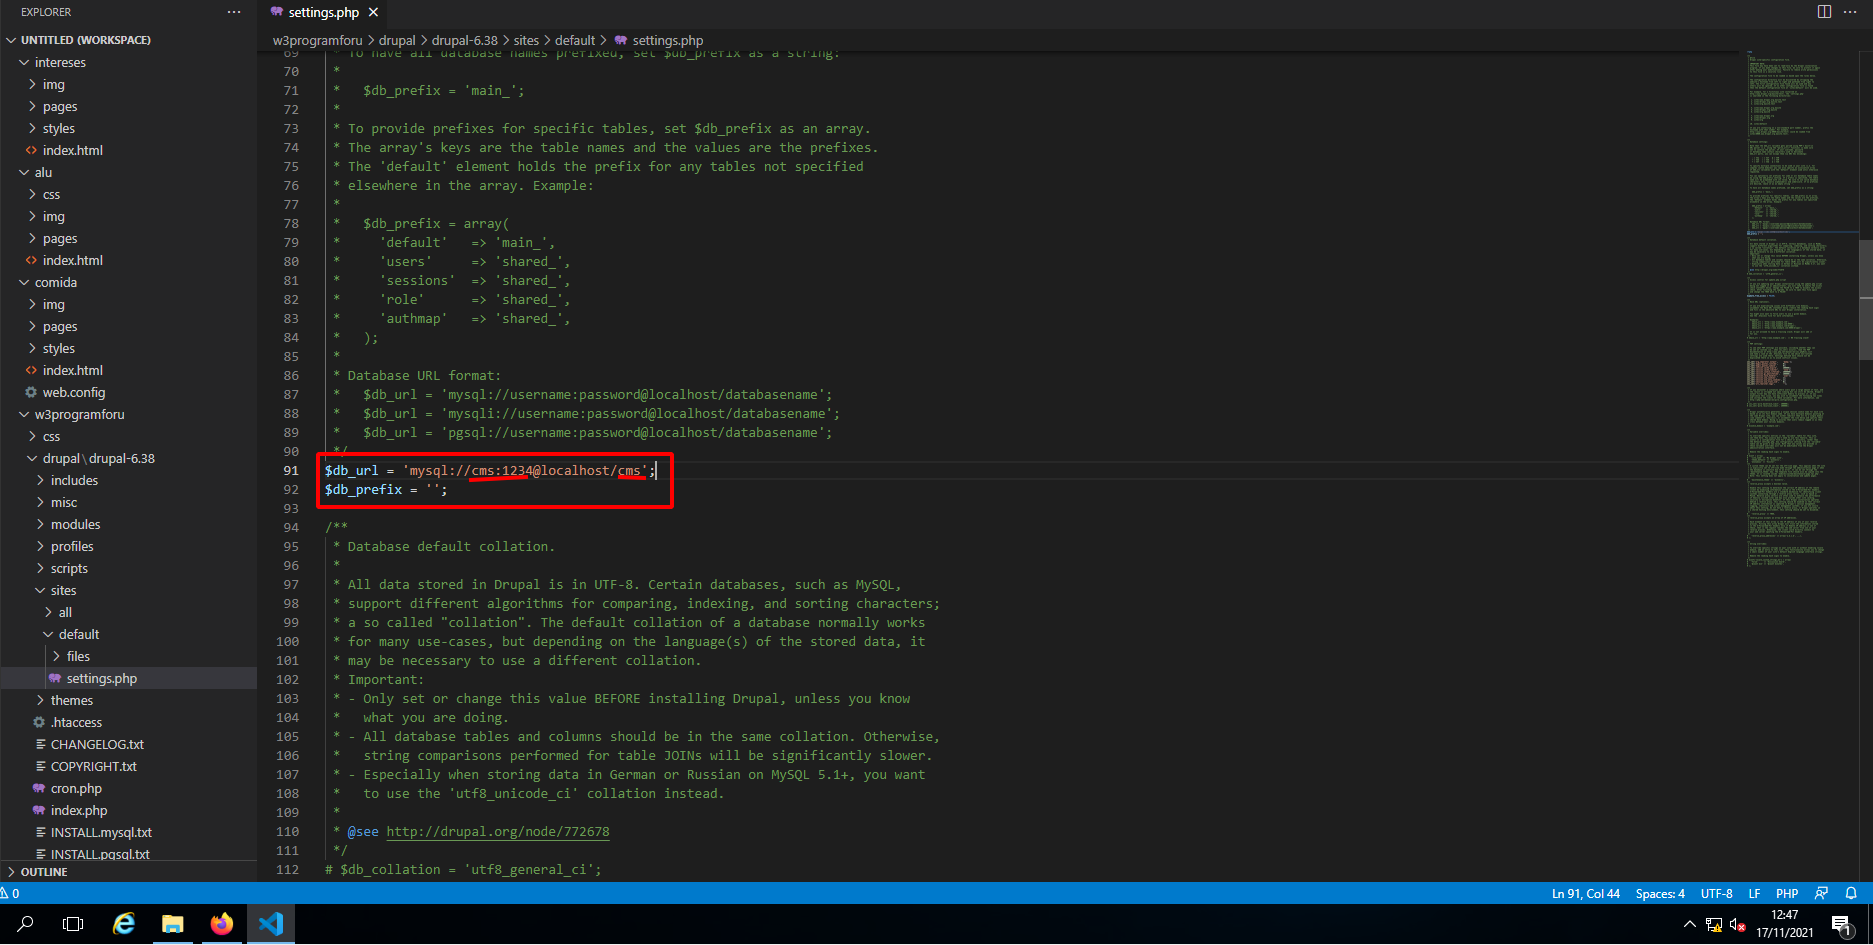 EXPLORER
···
settings.php ×
···
UNTITLED (WORKSPACE)
w3programforu > drupal > drupal-6.38 > sites > default > settings.php
intereses
img
pages
styles
index.html
alu
css
img
pages
index.html
comida
img
pages
styles
index.html
web.config
w3programforu
css
drupal\drupal-6.38
includes
misc
modules
profiles
scripts
sites
all
default
files
settings.php
themes
.htaccess
CHANGELOG.txt
COPYRIGHT.txt
cron.php
index.php
INSTALL.mysql.txt
INSTALL.pgsql.txt
OUTLINE
69 * To have all database names prefixed, set $db_prefix as a string:
70 *
71 *   $db_prefix = 'main_';
72 *
73 * To provide prefixes for specific tables, set $db_prefix as an array.
74 * The array's keys are the table names and the values are the prefixes.
75 * The 'default' element holds the prefix for any tables not specified
76 * elsewhere in the array. Example:
77 *
78 *   $db_prefix = array(
79 *     'default'   => 'main_',
80 *     'users'     => 'shared_',
81 *     'sessions'  => 'shared_',
82 *     'role'      => 'shared_',
83 *     'authmap'   => 'shared_',
84 *   );
85 *
86 * Database URL format:
87 *   $db_url = 'mysql://username:password@localhost/databasename';
88 *   $db_url = 'mysqli://username:password@localhost/databasename';
89 *   $db_url = 'pgsql://username:password@localhost/databasename';
90 */
91 $db_url = 'mysql://cms:1234@localhost/cms';
92 $db_prefix = '';
93
94 /**
95 * Database default collation.
96 *
97 * All data stored in Drupal is in UTF-8. Certain databases, such as MySQL,
98 * support different algorithms for comparing, indexing, and sorting characters;
99 * a so called "collation". The default collation of a database normally works
100 * for many use-cases, but depending on the language(s) of the stored data, it
101 * may be necessary to use a different collation.
102 * Important:
103 * - Only set or change this value BEFORE installing Drupal, unless you know
104 *   what you are doing.
105 * - All database tables and columns should be in the same collation. Otherwise,
106 *   string comparisons performed for table JOINs will be significantly slower.
107 * - Especially when storing data in German or Russian on MySQL 5.1+, you want
108 *   to use the 'utf8_unicode_ci' collation instead.
109 *
110 * @see http://drupal.org/node/772678
111 */
112 # $db_collation = 'utf8_general_ci';
0
Ln 91, Col 44
Spaces: 4
UTF-8
LF
PHP
12:47
17/11/2021
1